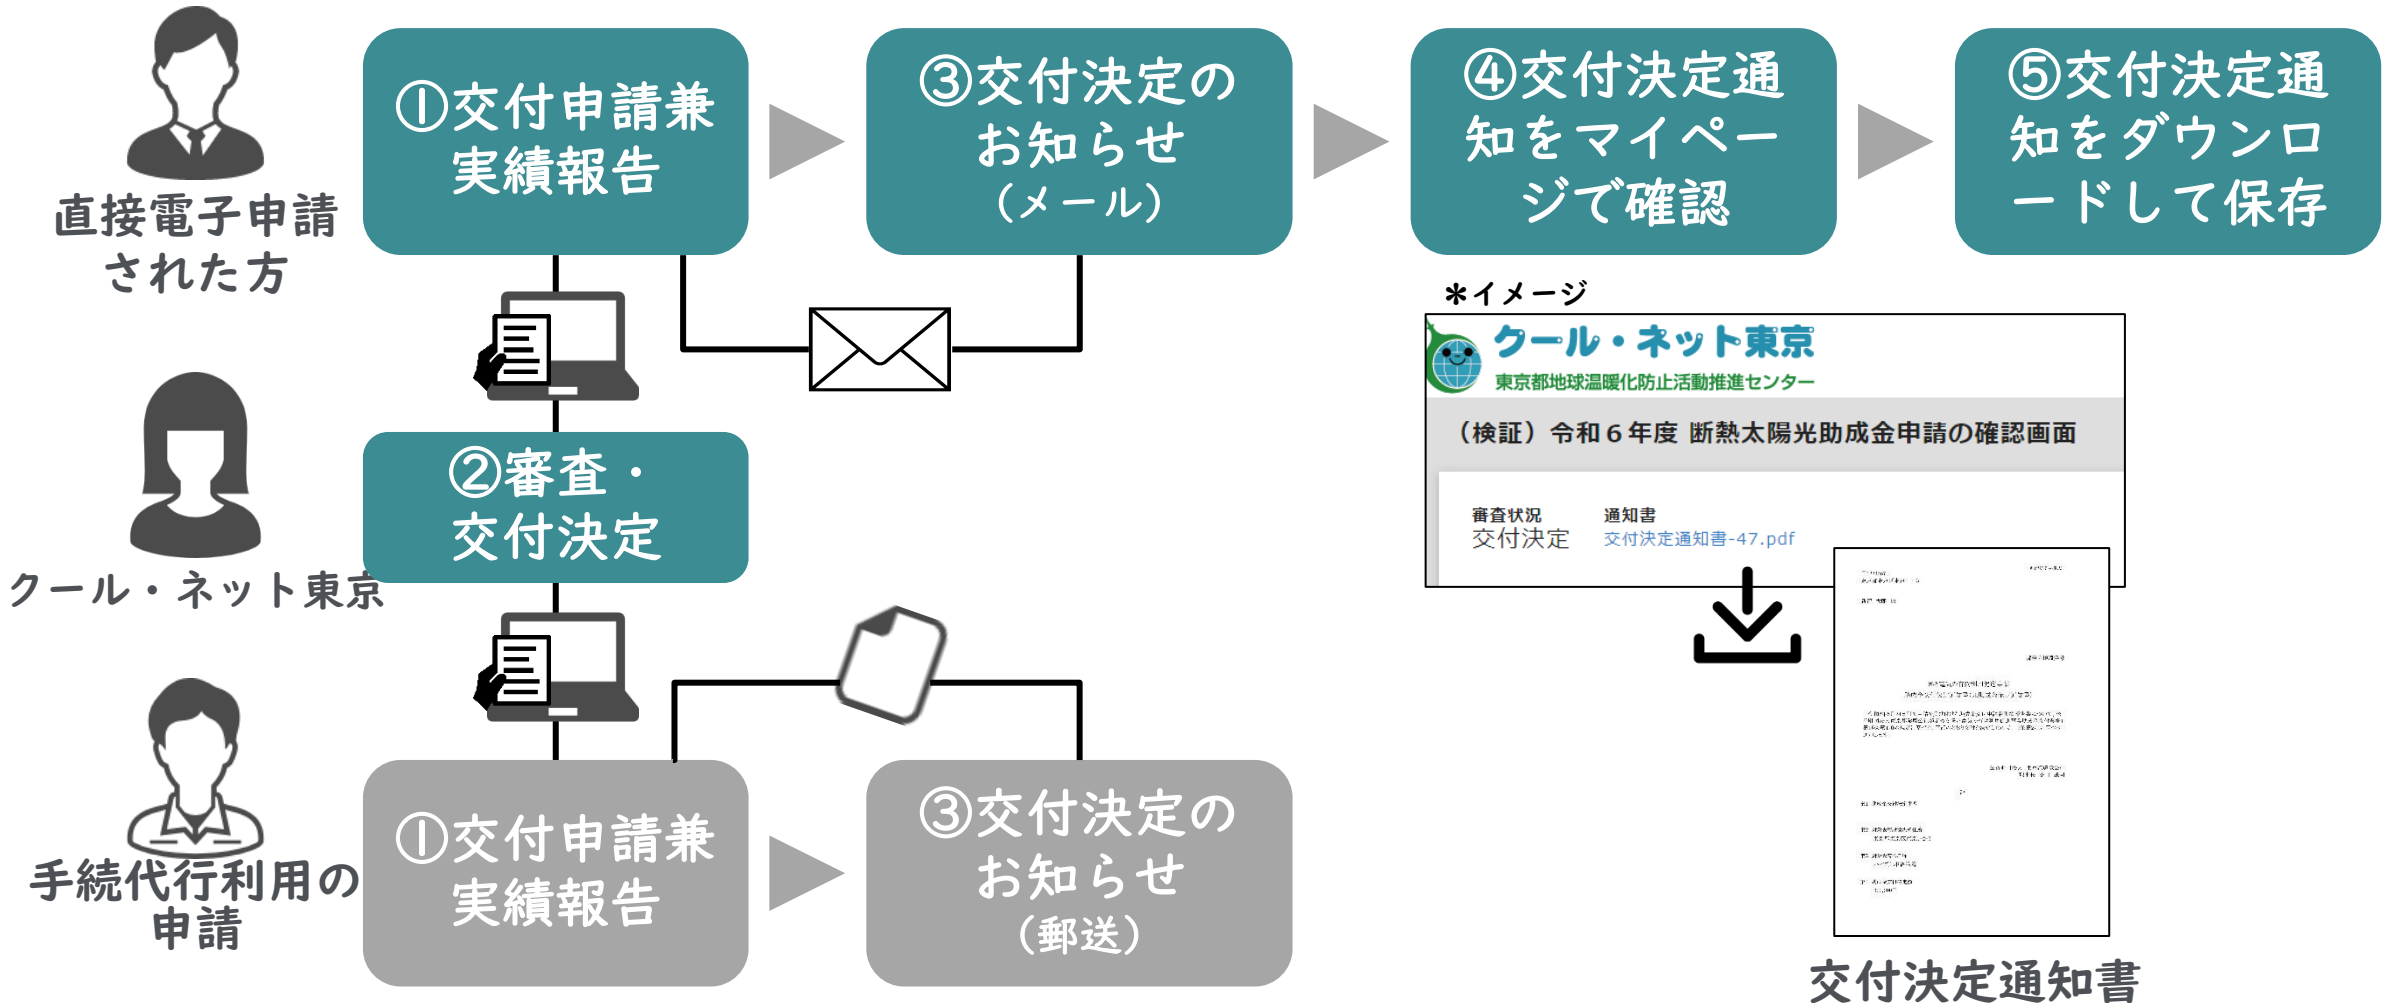 直接電子申請
された方
①交付申請兼
実績報告
③交付決定の
お知らせ
（メール）
④交付決定通
知をマイペー
ジで確認
⑤交付決定通
知をダウンロ
ードして保存
クール・ネット東京
②審査・
交付決定
手続代行利用の
申請
①交付申請兼
実績報告
③交付決定の
お知らせ
（郵送）
＊イメージ
クール・ネット東京
東京都地球温暖化防止活動推進センター
（検証）令和６年度 断熱太陽光助成金申請の確認画面
審査状況 通知書
交付決定 交付決定通知書-47.pdf
交付決定通知書